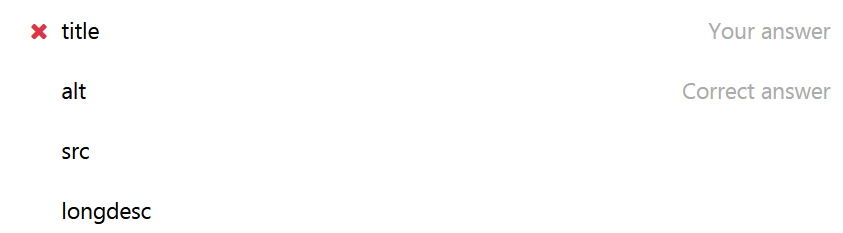 title Your answer
alt Correct answer
src
longdesc